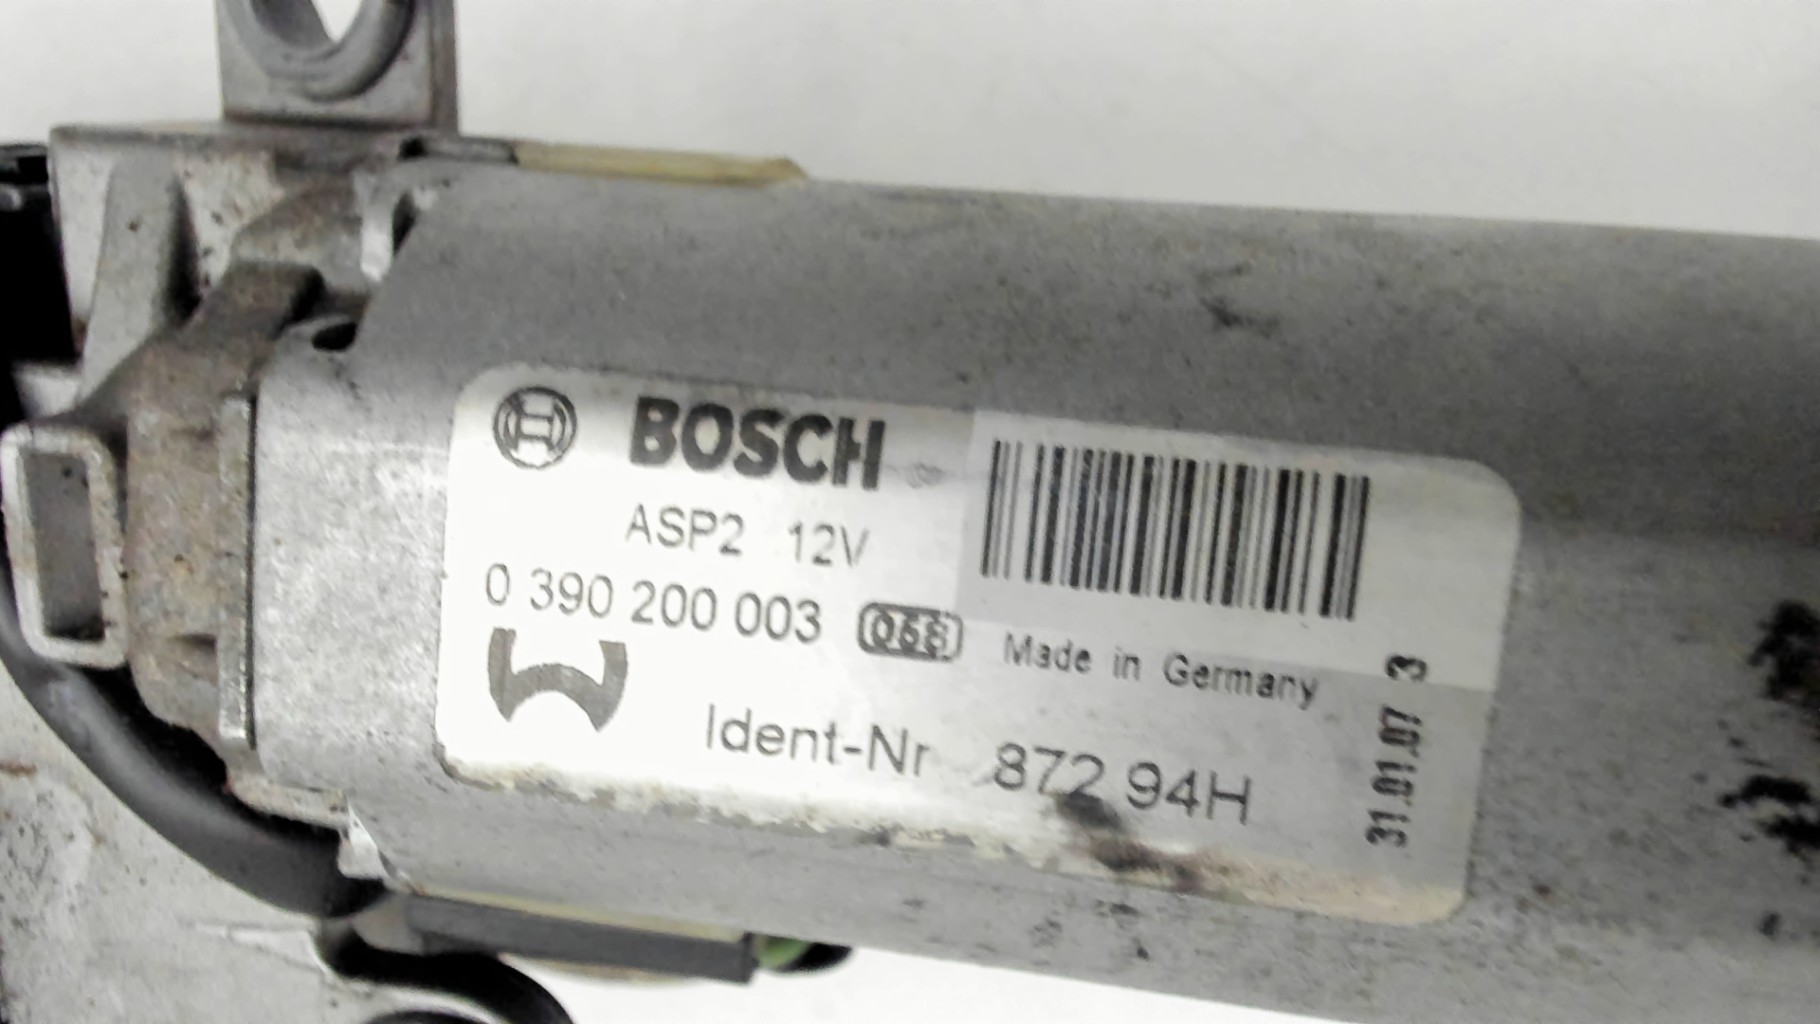 BOSCH
ASP2 12V
0 390 200 003
Made in Germany
Ident-Nr 872 94H
31.01.07 3